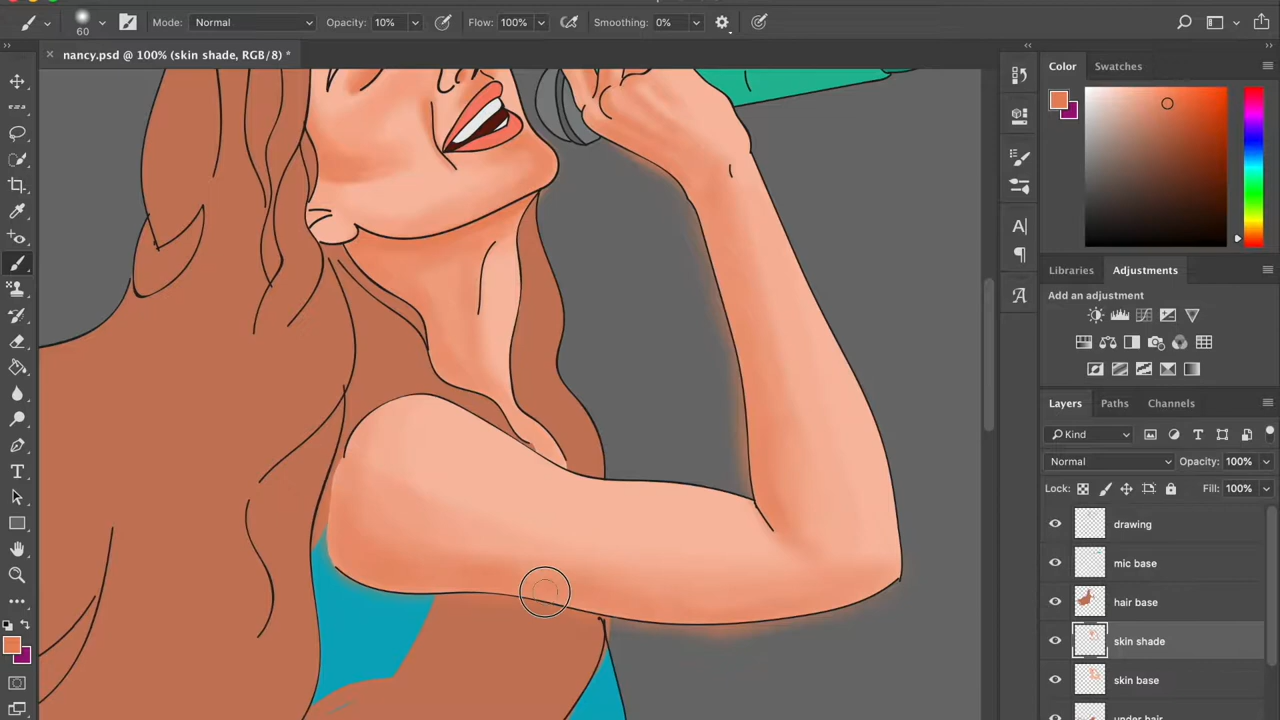 Mode: Normal Opacity: 10% Flow: 100% Smoothing: 0%
60
nancy.psd @ 100% (skin shade, RGB/8) *
Color Swatches
Libraries Adjustments
Add an adjustment
Layers Paths Channels
Kind
Normal Opacity: 100%
Lock: Fill: 100%
drawing
mic base
hair base
skin shade
skin base
under hair